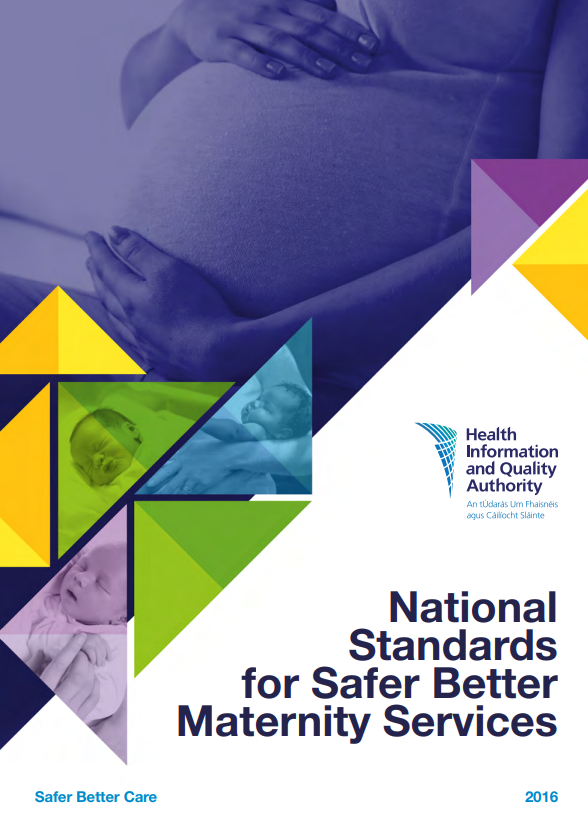 Health
Information
and Quality
Authority
An tÚdarás Um Fhaisnéis
agus Cáilíocht Sláinte
National
Standards
for Safer Better
Maternity Services
Safer Better Care
2016